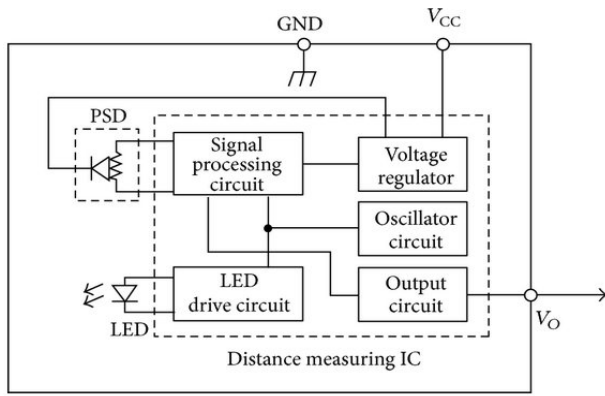 GND
VCC
PSD
Signal
processing
circuit
Voltage
regulator
Oscillator
circuit
LED
drive circuit
Output
circuit
LED
VO
Distance measuring IC